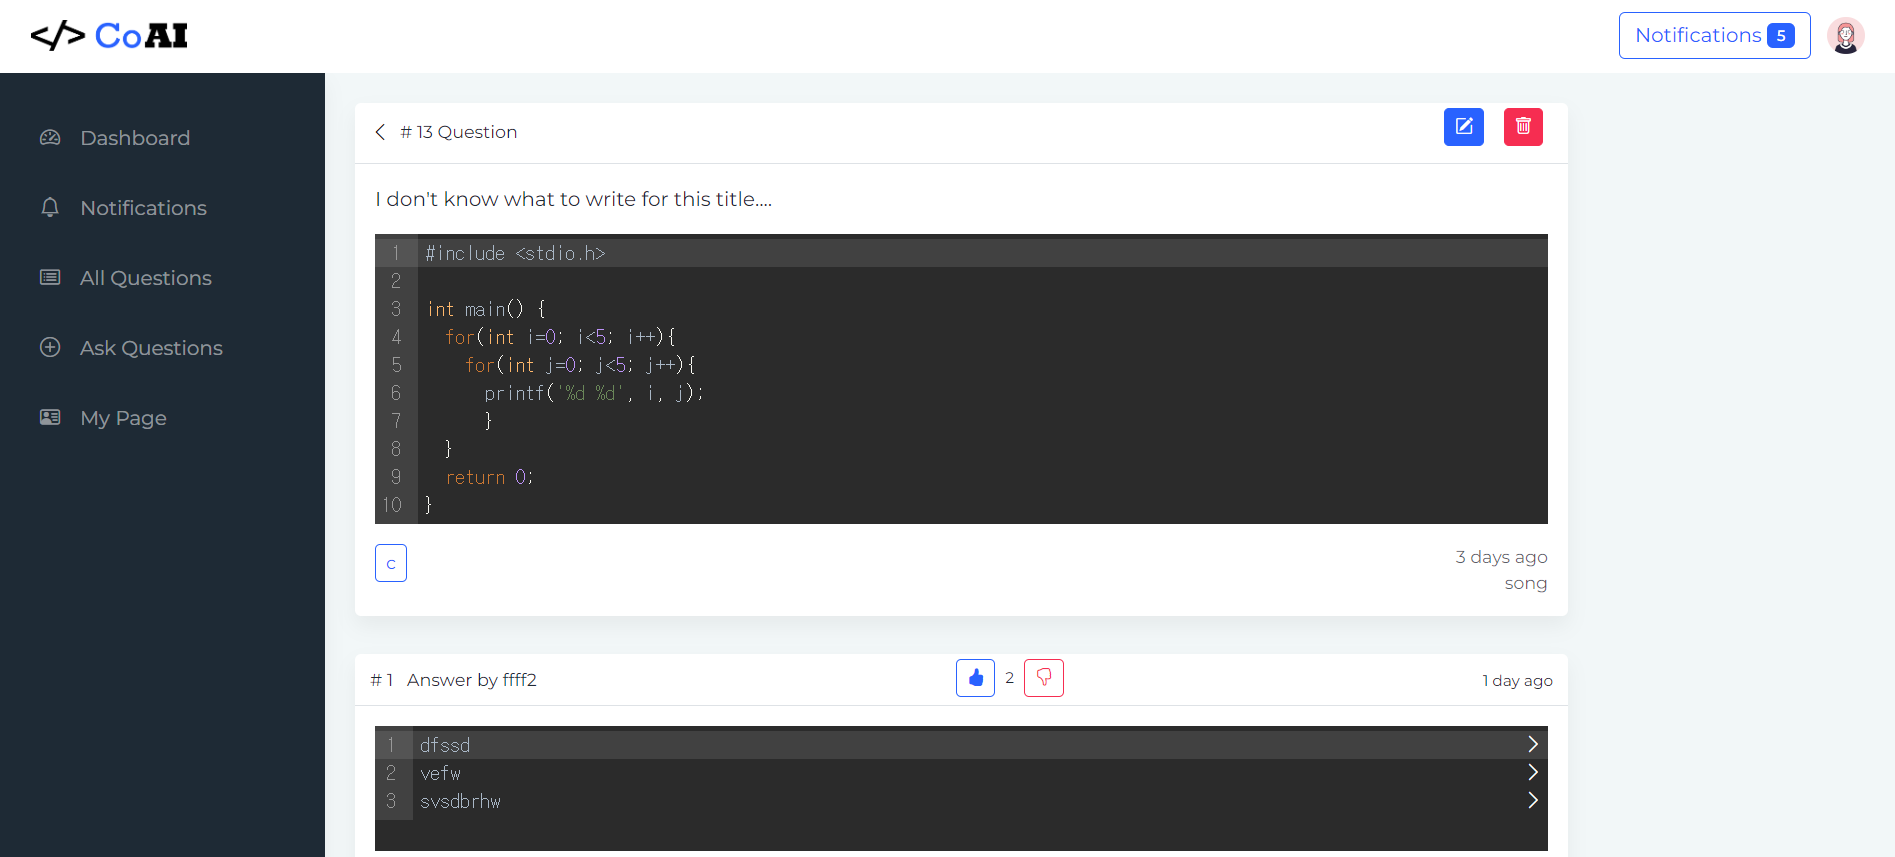 </> CoAI
Notifications 5
Dashboard
Notifications
All Questions
Ask Questions
My Page
# 13 Question
I don't know what to write for this title....
1 #include <stdio.h>
2
3 int main() {
4   for(int i=0; i<5; i++){
5     for(int j=0; j<5; j++){
6       printf('%d %d', i, j);
7       }
8   }
9   return 0;
10 }
c
3 days ago
song
# 1 Answer by ffff2
2
1 day ago
1 dfssd
2 vefw
3 svsdbrhw